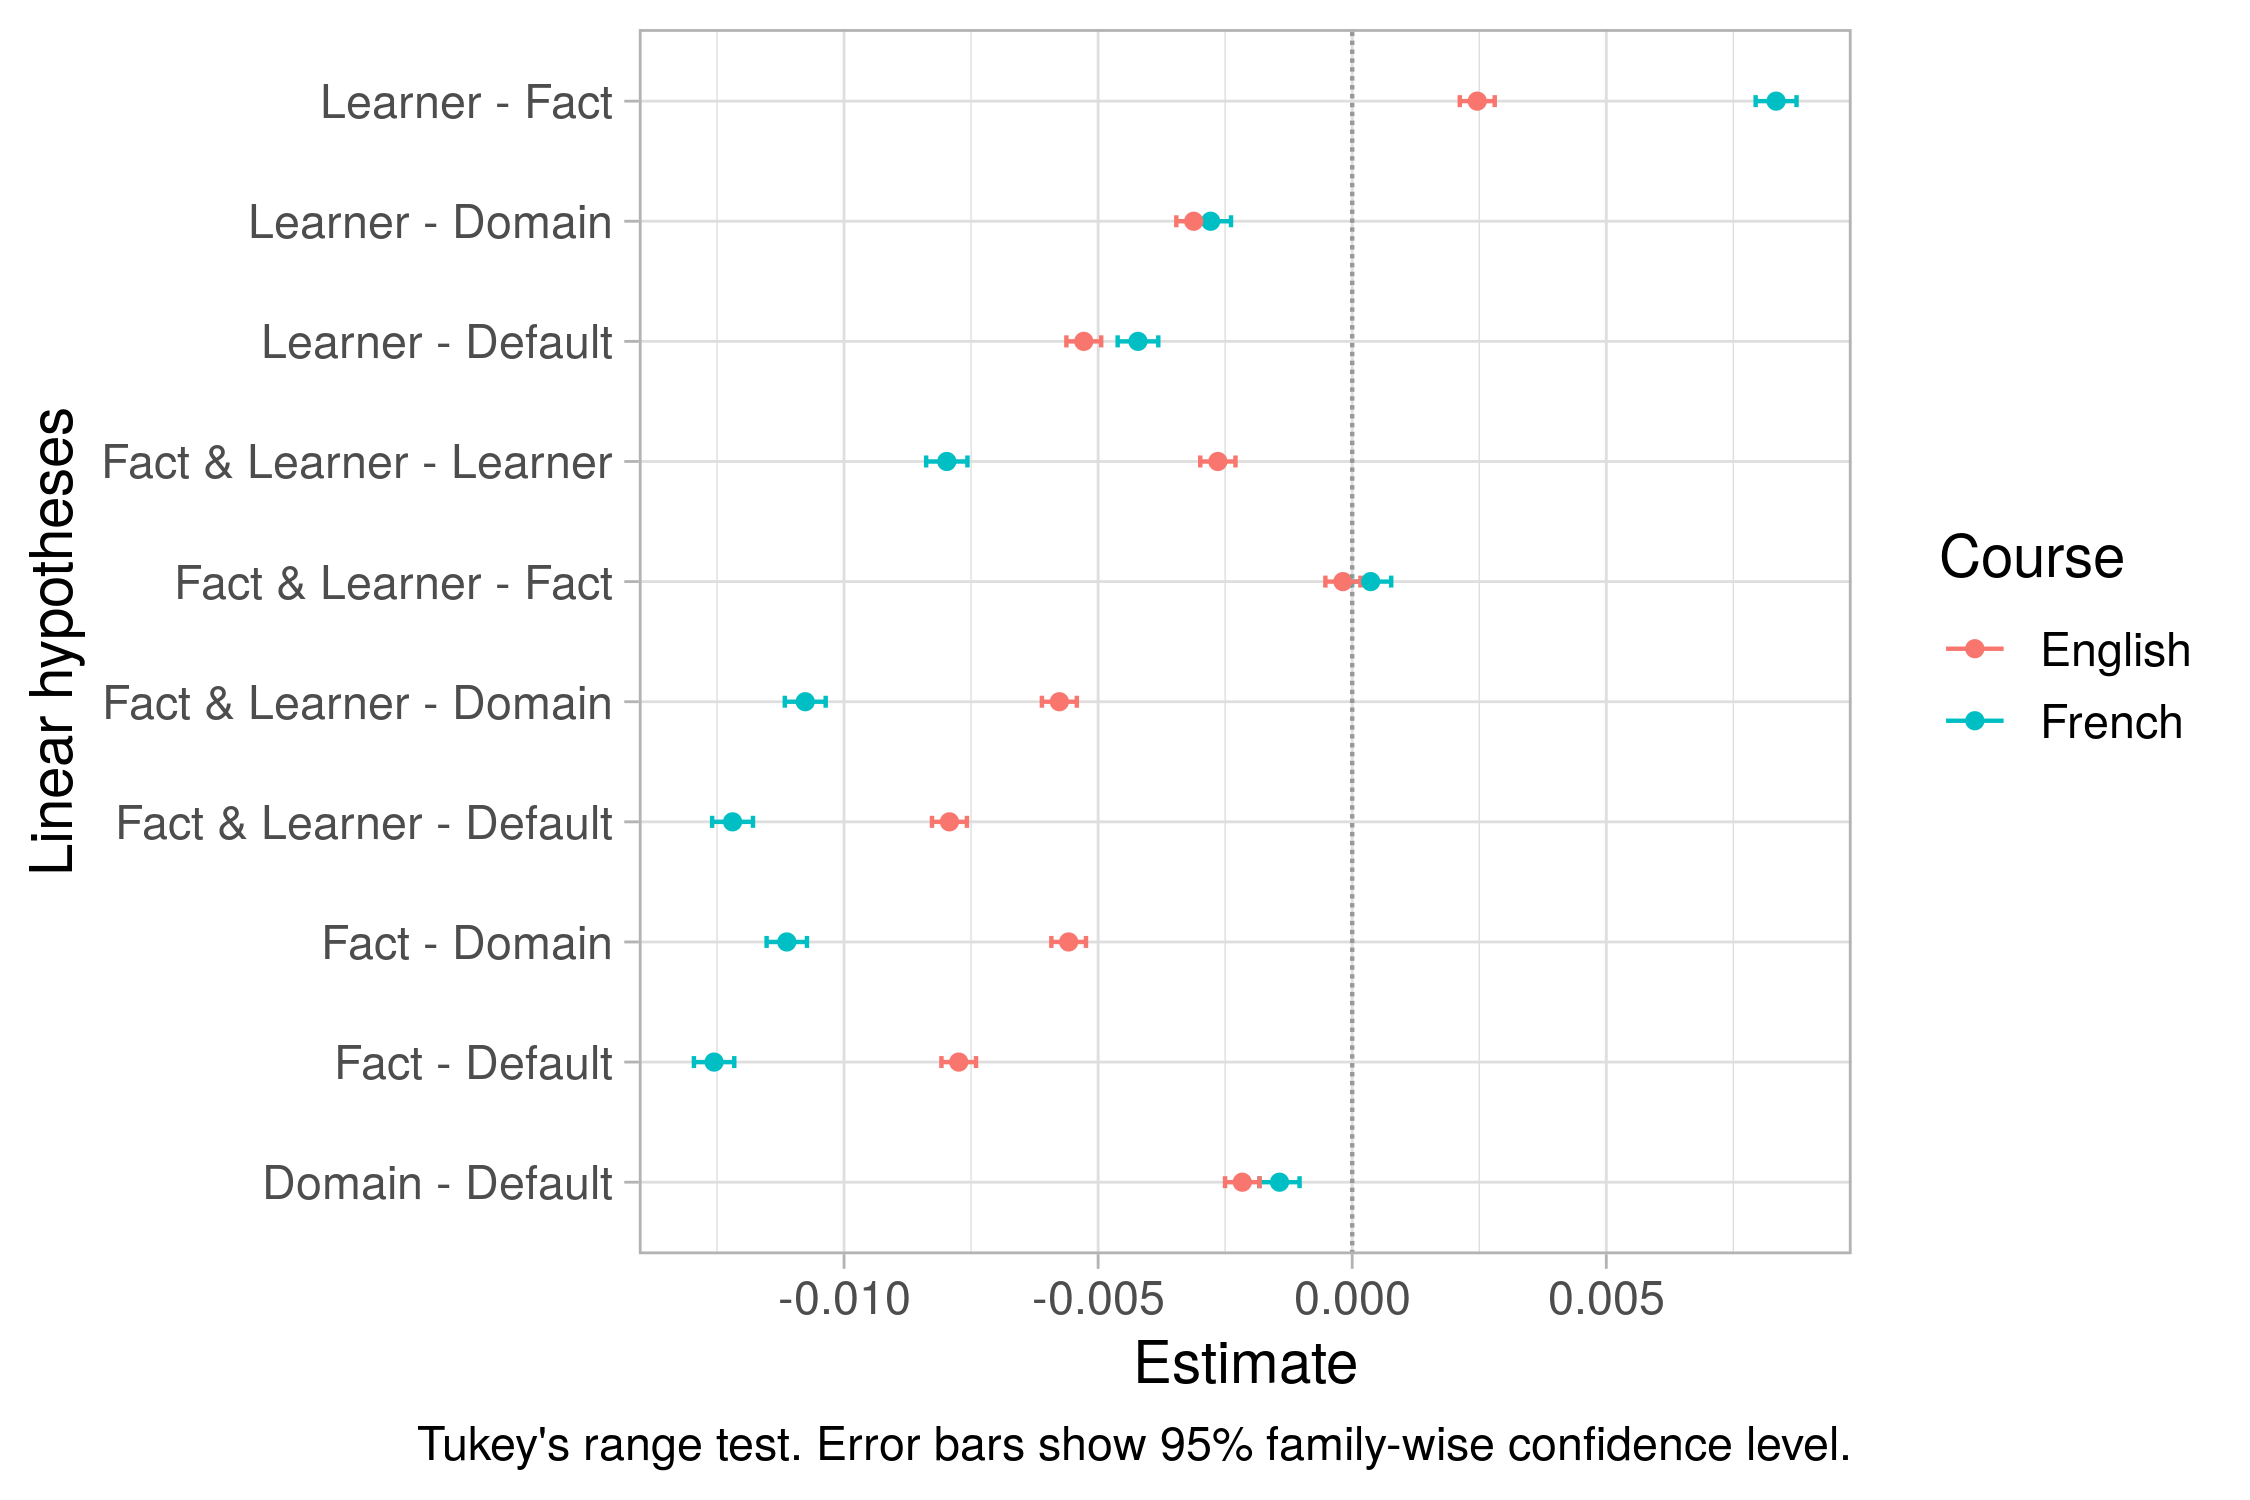 Linear hypotheses
Learner - Fact
Learner - Domain
Learner - Default
Fact & Learner - Learner
Fact & Learner - Fact
Fact & Learner - Domain
Fact & Learner - Default
Fact - Domain
Fact - Default
Domain - Default
-0.010 -0.005 0.000 0.005
Estimate
Tukey's range test. Error bars show 95% family-wise confidence level.
Course
English
French